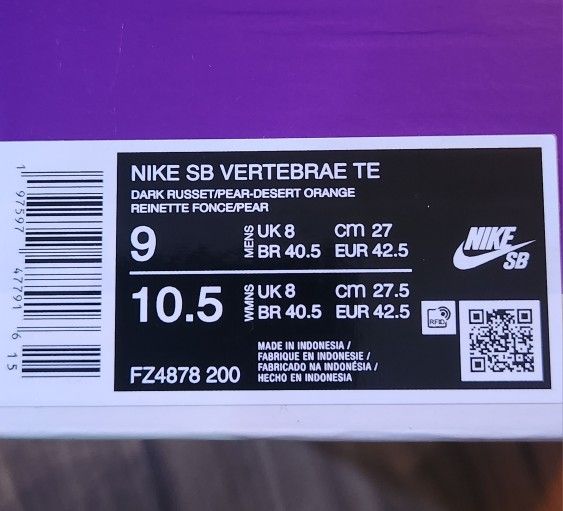 NIKE SB VERTEBRAE TE
DARK RUSSET/PEAR-DESERT ORANGE
REINETTE FONCE/PEAR
9 MENS UK 8 cm 27
BR 40.5 EUR 42.5
10.5 WMNS UK 8 cm 27.5
BR 40.5 EUR 42.5
FZ4878 200
MADE IN INDONESIA /
FABRIQUE EN INDONESIE /
FABRICADO NA INDONÉSIA /
HECHO EN INDONESIA
NIKE
SB
RFID
1 97597 47791 6 15